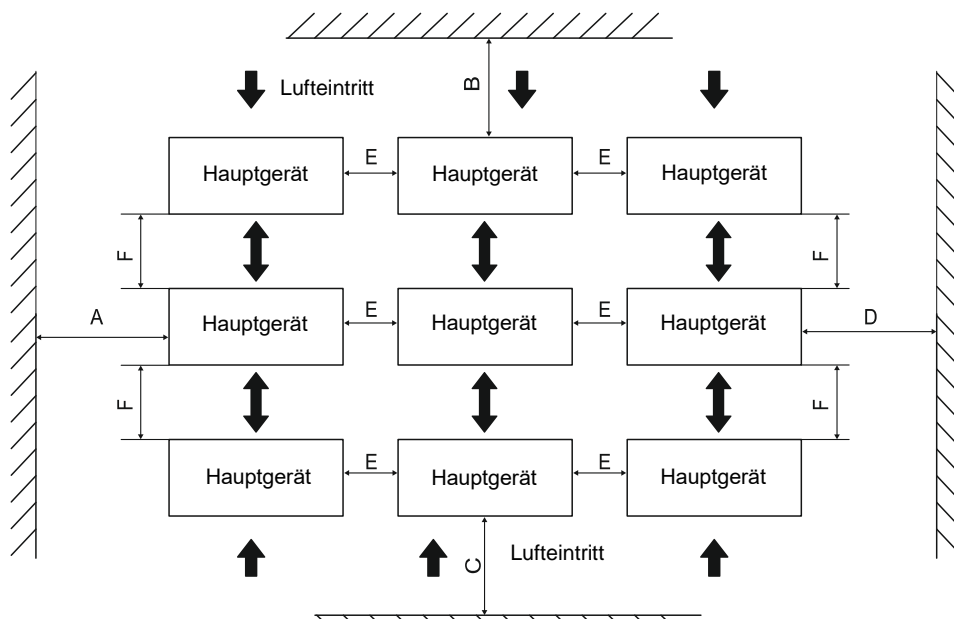 B
Lufteintritt
Hauptgerät E Hauptgerät E Hauptgerät
F F
Hauptgerät E Hauptgerät E Hauptgerät
A D
F F
Hauptgerät E Hauptgerät E Hauptgerät
C Lufteintritt